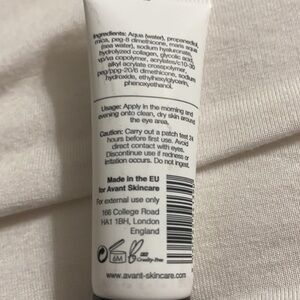 Ingredients: Aqua (water), propanediol,
mica, peg-8 dimethicone, maris aqua
(sea water), sodium hyaluronate,
hydrolyzed collagen, glycolic acid,
vp/va copolymer, acrylates/c10-30
alkyl acrylate crosspolymer,
peg/ppg-20/6 dimethicone, sodium
hydroxide, ethylhexylglycerin,
phenoxyethanol.
Usage: Apply in the morning and
evening onto clean, dry skin around
the eye area.
Caution: Carry out a patch test 24
hours before first use. Avoid
direct contact with eyes.
Discontinue use if redness or
irritation occurs. Do not ingest.
Made in the EU
for Avant Skincare
For external use only
166 College Road
HA1 1BH, London
England
6M
Cruelty-Free
www.avant-skincare.com